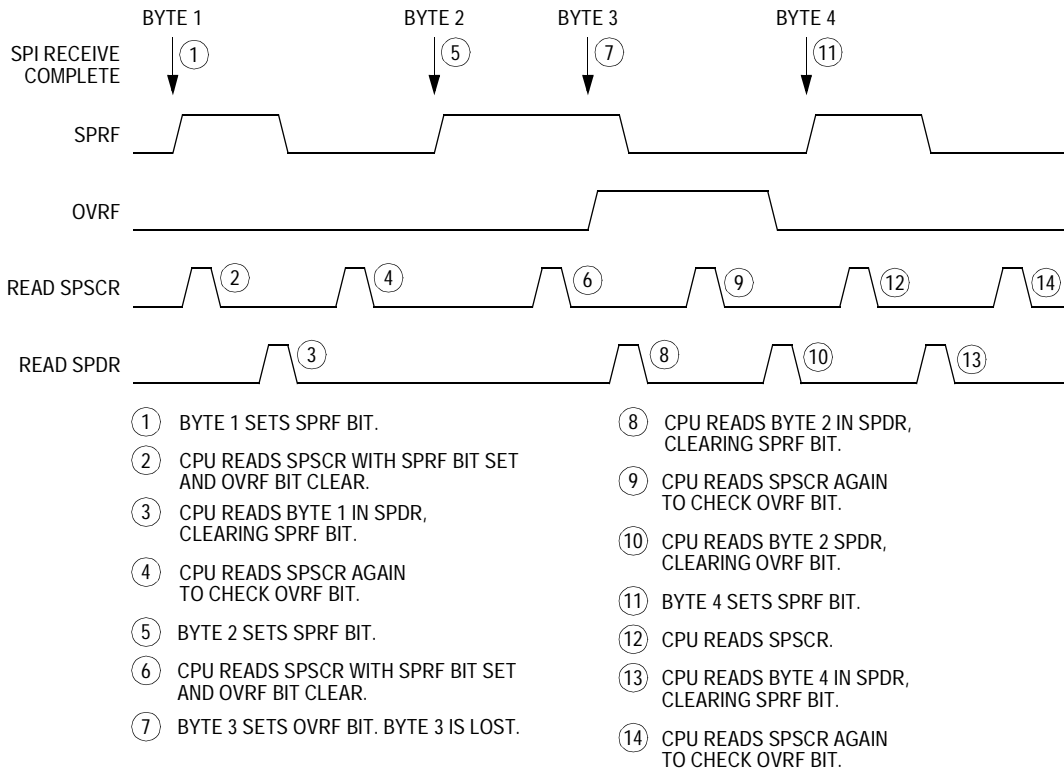 BYTE 1 BYTE 2 BYTE 3 BYTE 4
SPI RECEIVE
COMPLETE
1 5 7 11
SPRF
OVRF
READ SPSCR
2 4 6 9 12 14
READ SPDR
3 8 10 13
1 BYTE 1 SETS SPRF BIT.
2 CPU READS SPSCR WITH SPRF BIT SET
AND OVRF BIT CLEAR.
3 CPU READS BYTE 1 IN SPDR,
CLEARING SPRF BIT.
4 CPU READS SPSCR AGAIN
TO CHECK OVRF BIT.
5 BYTE 2 SETS SPRF BIT.
6 CPU READS SPSCR WITH SPRF BIT SET
AND OVRF BIT CLEAR.
7 BYTE 3 SETS OVRF BIT. BYTE 3 IS LOST.
8 CPU READS BYTE 2 IN SPDR,
CLEARING SPRF BIT.
9 CPU READS SPSCR AGAIN
TO CHECK OVRF BIT.
10 CPU READS BYTE 2 SPDR,
CLEARING OVRF BIT.
11 BYTE 4 SETS SPRF BIT.
12 CPU READS SPSCR.
13 CPU READS BYTE 4 IN SPDR,
CLEARING SPRF BIT.
14 CPU READS SPSCR AGAIN
TO CHECK OVRF BIT.